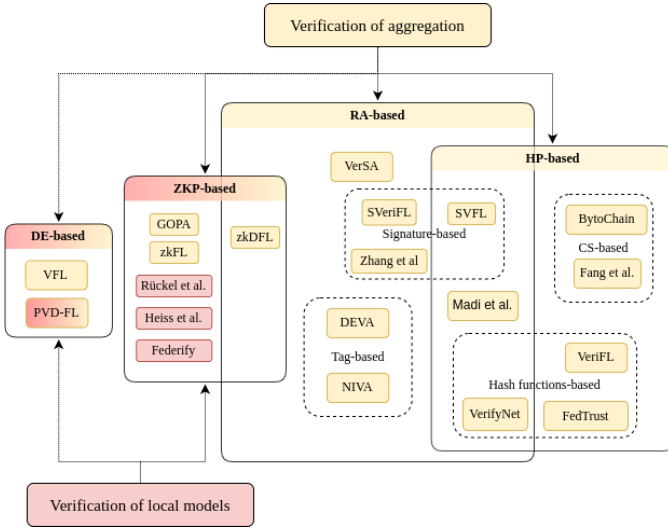 Verification of aggregation
RA-based
HP-based
VerSA
ZKP-based
SVeriFL
SVFL
Signature-based
Zhang et al
BytoChain
CS-based
Fang et al.
GOPA
zkFL
zkDFL
DE-based
VFL
PVD-FL
Rückel et al.
Heiss et al.
Federify
Madi et al.
DEVA
Tag-based
NIVA
VeriFL
Hash functions-based
VerifyNet
FedTrust
Verification of local models